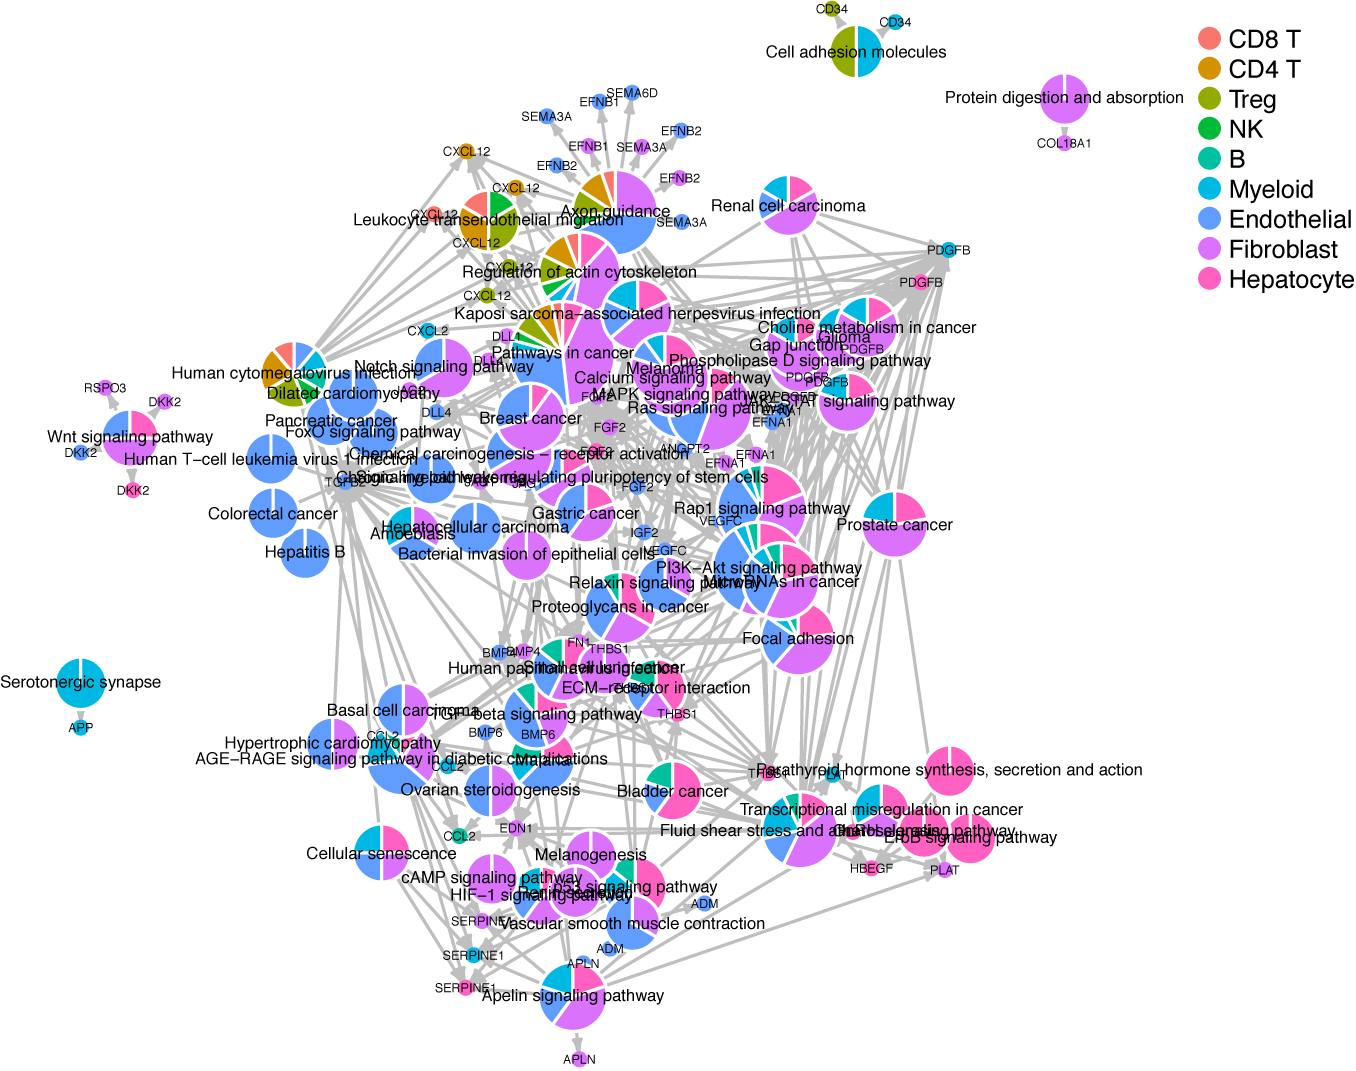 CD34
CD34
Cell adhesion molecules
CD8 T
CD4 T
Treg
NK
B
Myeloid
Endothelial
Fibroblast
Hepatocyte
Protein digestion and absorption
COL18A1
SEMA6D
EFNB1
SEMA3A
EFNB2
EFNB1
SEMA3A
CXCL12
EFNB2
EFNB2
CXCL12
Axon guidance
SEMA3A
Renal cell carcinoma
CXCL12
Leukocyte transendothelial migration
CXCL12
PDGFB
CXCL12
Regulation of actin cytoskeleton
PDGFB
CXCL12
Kaposi sarcoma−associated herpesvirus infection
CXCL2
DLL1
Choline metabolism in cancer
Glioma
Gap junction
PDGFB
Pathways in cancer
DLL4
Phospholipase D signaling pathway
Notch signaling pathway
Melanoma
Human cytomegalovirus infection
Calcium signaling pathway
PDGFB
PDGFB
RSPO3
DKK2
Dilated cardiomyopathy
JAG2
MAPK signaling pathway
PDGFB
JAK−STAT signaling pathway
DLL4
Ras signaling pathway
EFNA1
Breast cancer
Pancreatic cancer
FGF2
EFNA1
FoxO signaling pathway
Wnt signaling pathway
DKK2
Human T−cell leukemia virus 1 infection
Chemical carcinogenesis − receptor activation
FGF2
ANGPT2
EFNA1
EFNA1
Chronic myeloid leukemia
Signaling pathways regulating pluripotency of stem cells
TGFB2
JAG1
FGF2
DKK2
Colorectal cancer
Gastric cancer
Rap1 signaling pathway
VEGFC
Prostate cancer
Hepatocellular carcinoma
Amoebiasis
IGF2
Hepatitis B
Bacterial invasion of epithelial cells
VEGFC
PI3K−Akt signaling pathway
Relaxin signaling pathway
MicroRNAs in cancer
Proteoglycans in cancer
Focal adhesion
FN1
THBS1
BMP4
BMP4
Human papillomavirus infection
Small cell lung cancer
ECM−receptor interaction
THBS1
THBS1
Serotonergic synapse
APP
Basal cell carcinoma
TGF−beta signaling pathway
BMP6
BMP6
CCL2
Hypertrophic cardiomyopathy
AGE−RAGE signaling pathway in diabetic complications
Malaria
CCL2
THBS1
PLAT
Parathyroid hormone synthesis, secretion and action
Ovarian steroidogenesis
Bladder cancer
Transcriptional misregulation in cancer
EDN1
CCL2
Fluid shear stress and atherosclerosis
GnRH signaling pathway
ErbB signaling pathway
Cellular senescence
Melanogenesis
HBEGF
PLAT
cAMP signaling pathway
p53 signaling pathway
HIF−1 signaling pathway
Renin secretion
ADM
SERPINE1
Vascular smooth muscle contraction
ADM
SERPINE1
APLN
SERPINE1
Apelin signaling pathway
APLN